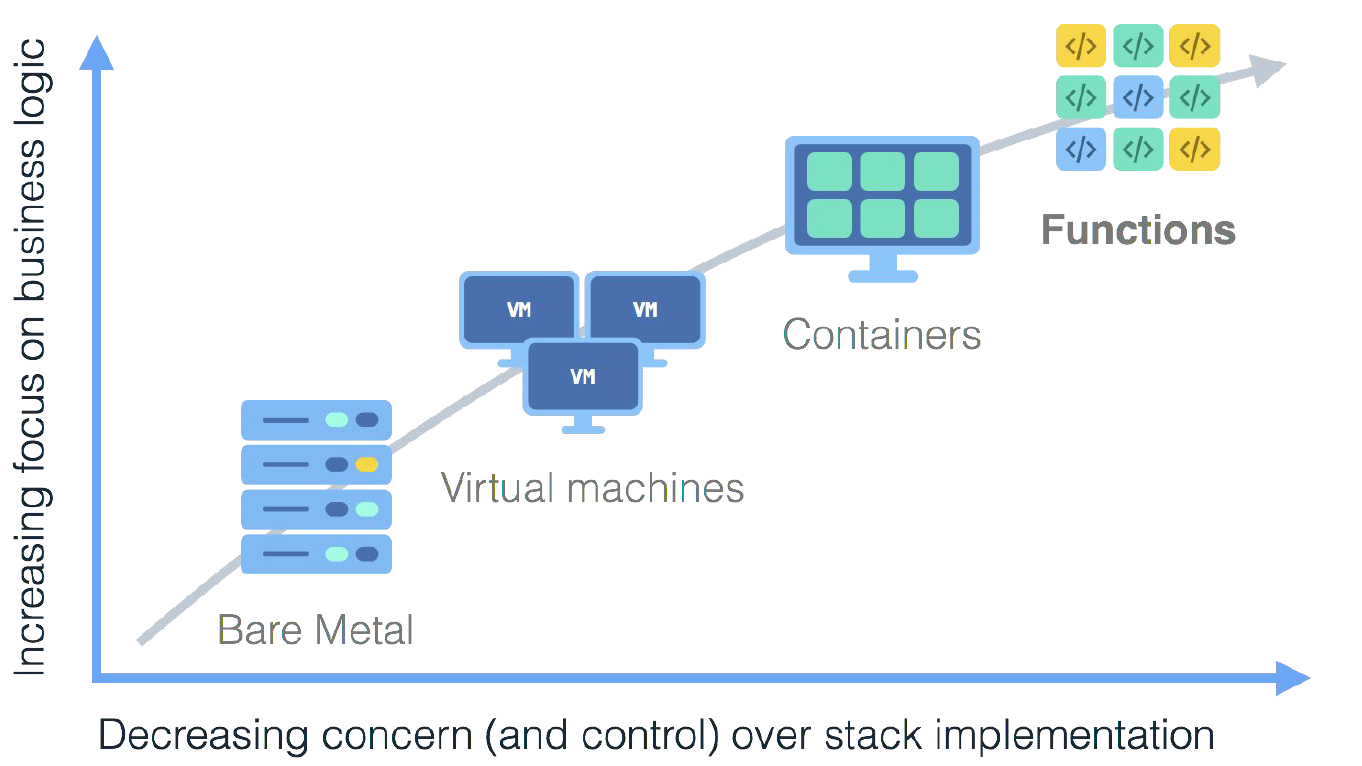 Increasing focus on business logic
</>
</>
</>
</>
</>
</>
</>
</>
</>
Functions
Containers
VM
VM
VM
Virtual machines
Bare Metal
Decreasing concern (and control) over stack implementation